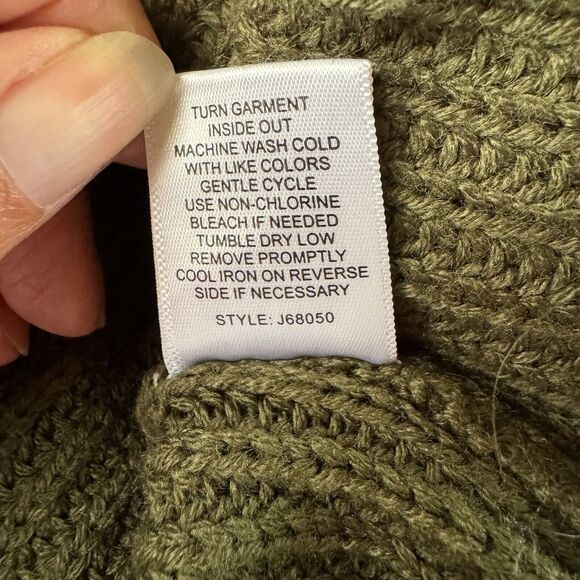 TURN GARMENT
INSIDE OUT
MACHINE WASH COLD
WITH LIKE COLORS
GENTLE CYCLE
USE NON-CHLORINE
BLEACH IF NEEDED
TUMBLE DRY LOW
REMOVE PROMPTLY
COOL IRON ON REVERSE
SIDE IF NECESSARY
STYLE: J68050